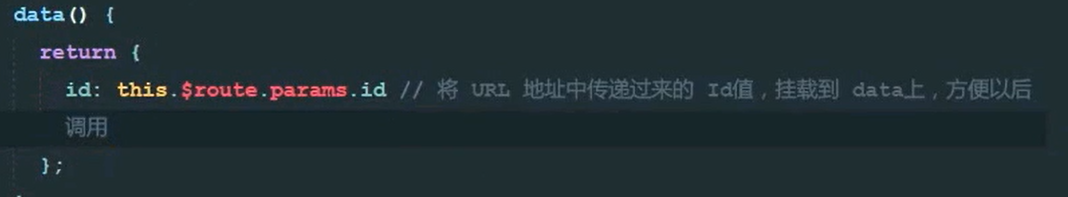 data() {
return {
id: this.$route.params.id // 将 URL 地址中传递过来的 Id值，挂载到 data上，方便以后
调用
};